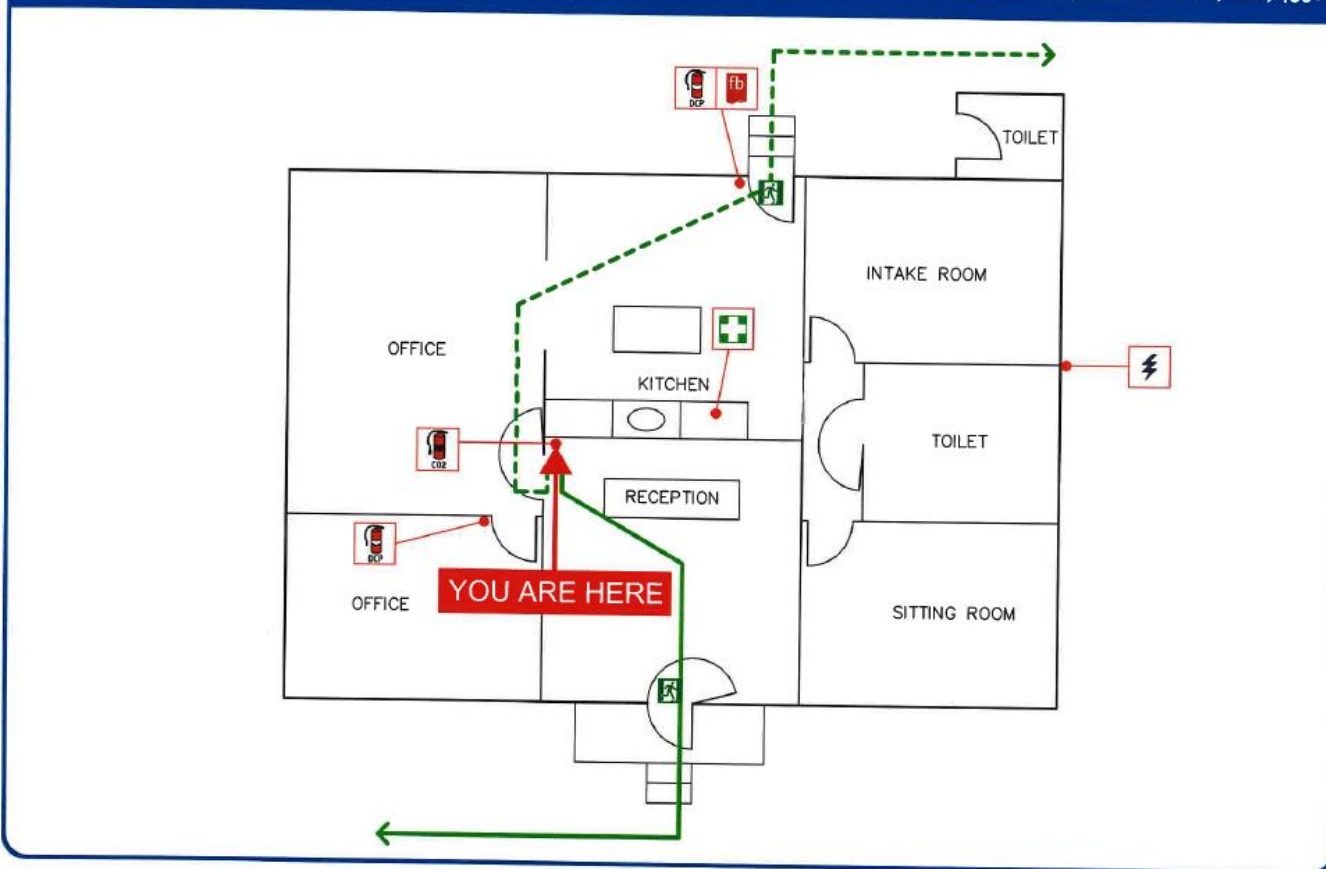 DCP
fb
TOILET
INTAKE ROOM
OFFICE
KITCHEN
CO2
TOILET
RECEPTION
DCP
YOU ARE HERE
OFFICE
SITTING ROOM